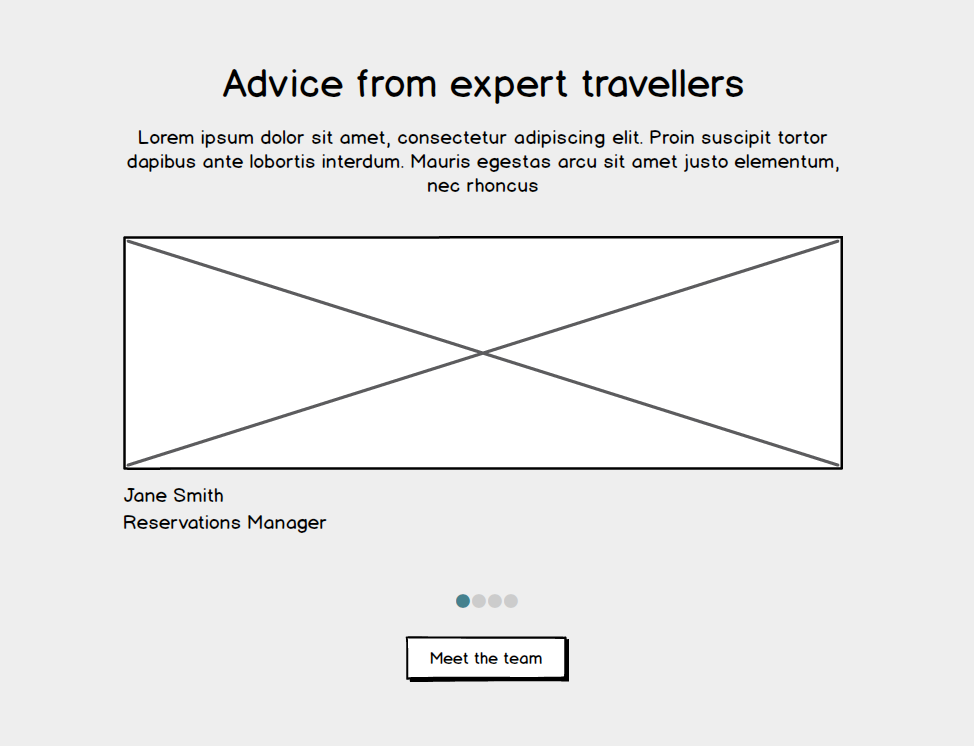 Advice from expert travellers
Lorem ipsum dolor sit amet, consectetur adipiscing elit. Proin suscipit tortor
dapibus ante lobortis interdum. Mauris egestas arcu sit amet justo elementum,
nec rhoncus
Jane Smith
Reservations Manager
Meet the team